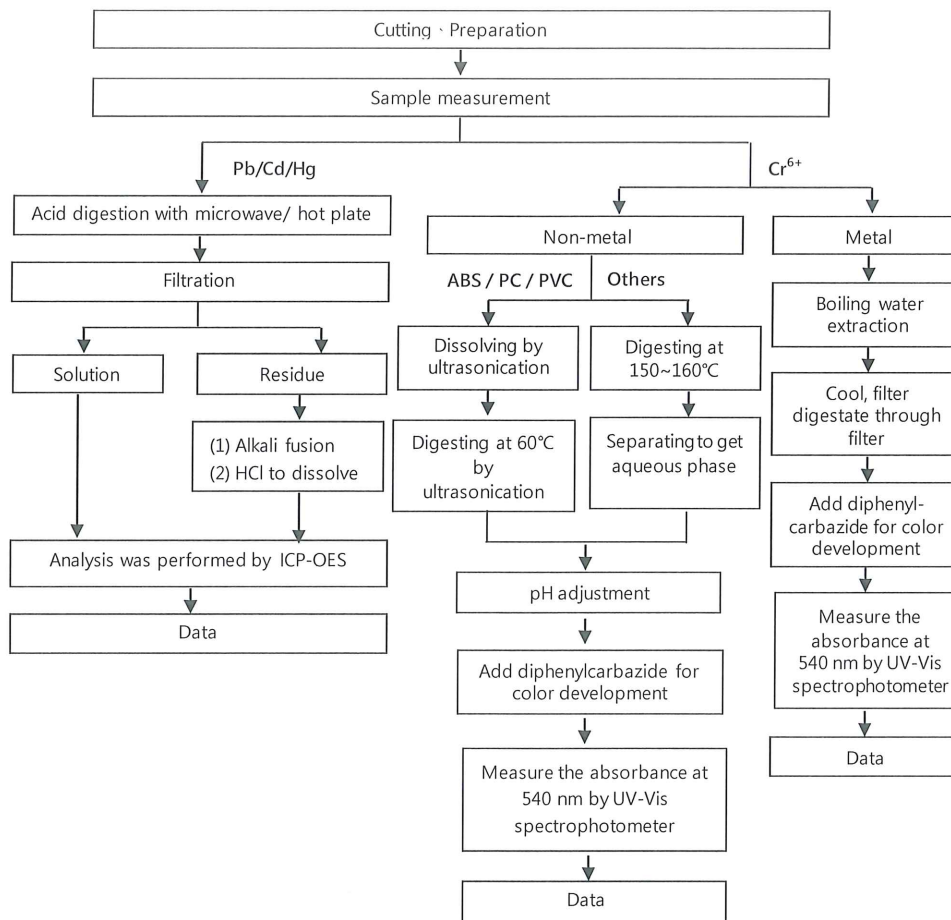 Cutting、Preparation
Sample measurement
Pb/Cd/Hg
Acid digestion with microwave/ hot plate
Filtration
Solution
Residue
(1) Alkali fusion
(2) HCl to dissolve
Analysis was performed by ICP-OES
Data
Cr⁶⁺
Non-metal
ABS / PC / PVC
Others
Dissolving by
ultrasonication
Digesting at 60℃
by
ultrasonication
Digesting at
150~160℃
Separating to get
aqueous phase
pH adjustment
Add diphenylcarbazide for
color development
Measure the absorbance at
540 nm by UV-Vis
spectrophotometer
Data
Metal
Boiling water
extraction
Cool, filter
digestate through
filter
Add diphenyl-
carbazide for color
development
Measure the
absorbance at
540 nm by UV-Vis
spectrophotometer
Data